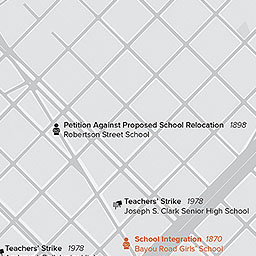 Petition Against Proposed School Relocation 1898
Robertson Street School
Teachers' Strike 1978
Joseph S. Clark Senior High School
School Integration 1870
Bayou Road Girls' School
Teachers' Strike 1978